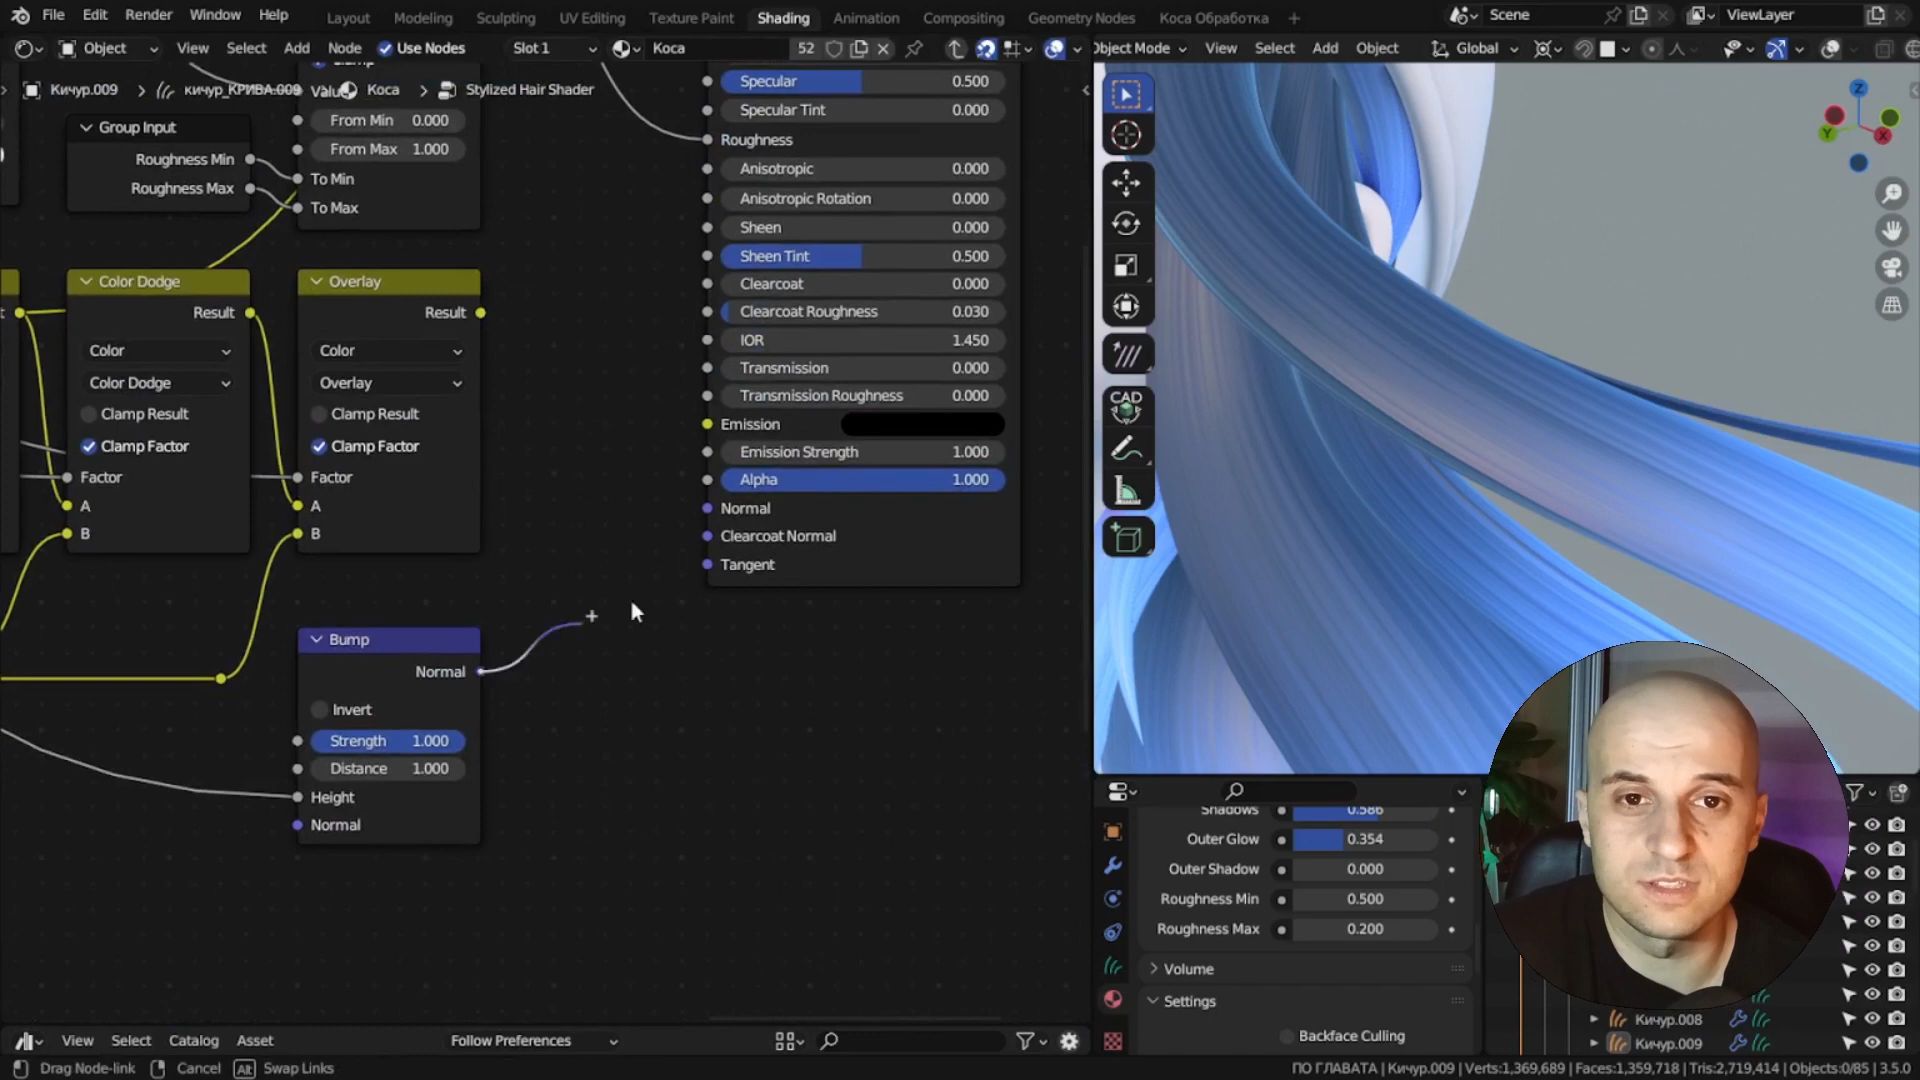 File Edit Render Window Help Layout Modeling Sculpting UV Editing Texture Paint Shading Animation Compositing Geometry Nodes Коса Обработка + Scene ViewLayer
Object View Select Add Node Use Nodes Slot 1 Коса 52
Object Mode View Select Add Object Global
Кичур.009 > кичур_КРИВА.009 > Коса > Stylized Hair Shader
Value
From Min 0.000
From Max 1.000
To Min
To Max
Group Input
Roughness Min
Roughness Max
Color Dodge
Result
Color
Color Dodge
Clamp Result
Clamp Factor
Factor
A
B
Overlay
Result
Color
Overlay
Clamp Result
Clamp Factor
Factor
A
B
Bump
Normal
Invert
Strength 1.000
Distance 1.000
Height
Normal
Specular 0.500
Specular Tint 0.000
Roughness
Anisotropic 0.000
Anisotropic Rotation 0.000
Sheen 0.000
Sheen Tint 0.500
Clearcoat 0.000
Clearcoat Roughness 0.030
IOR 1.450
Transmission 0.000
Transmission Roughness 0.000
Emission
Emission Strength 1.000
Alpha 1.000
Normal
Clearcoat Normal
Tangent
Z
Y
X
CAD
Shadows 0.586
Outer Glow 0.354
Outer Shadow 0.000
Roughness Min 0.500
Roughness Max 0.200
Volume
Settings
Backface Culling
Кичур.008
Кичур.009
View Select Catalog Asset Follow Preferences
Drag Node-link Cancel Alt Swap Links
ПО ГЛАВАТА | Кичур.009 | Verts:1,369,689 | Faces:1,359,718 | Tris:2,719,414 | Objects:0/85 | 3.5.0